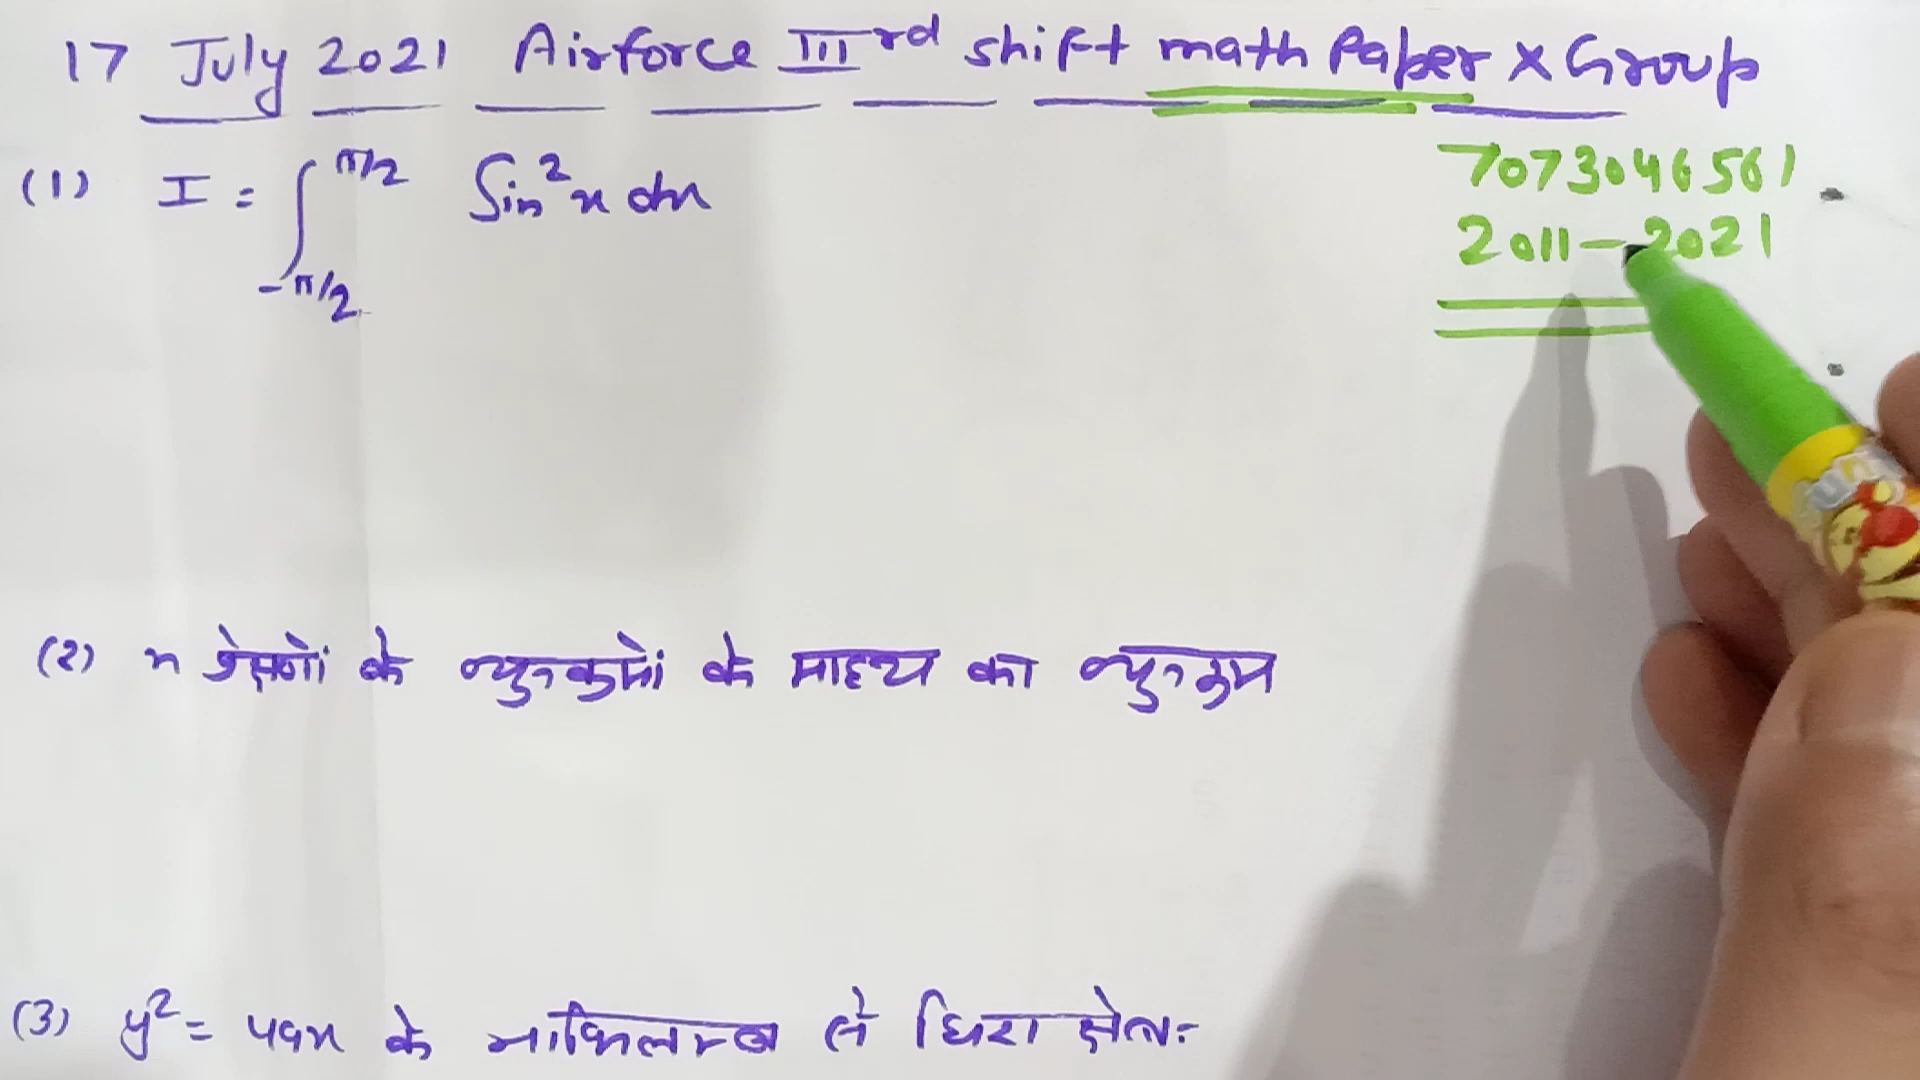 17 July 2021 Airforce IIIrd shift math Paper X Group
7073046561
2011-2021
(1) I = ∫ π/2 -π/2 Sin²x dx
(2) n प्रेक्षणों के व्युत्क्रमों के माध्य का व्युत्क्रम
(3) y² = 4ax के नाभिलम्ब से घिरा क्षेत्र: